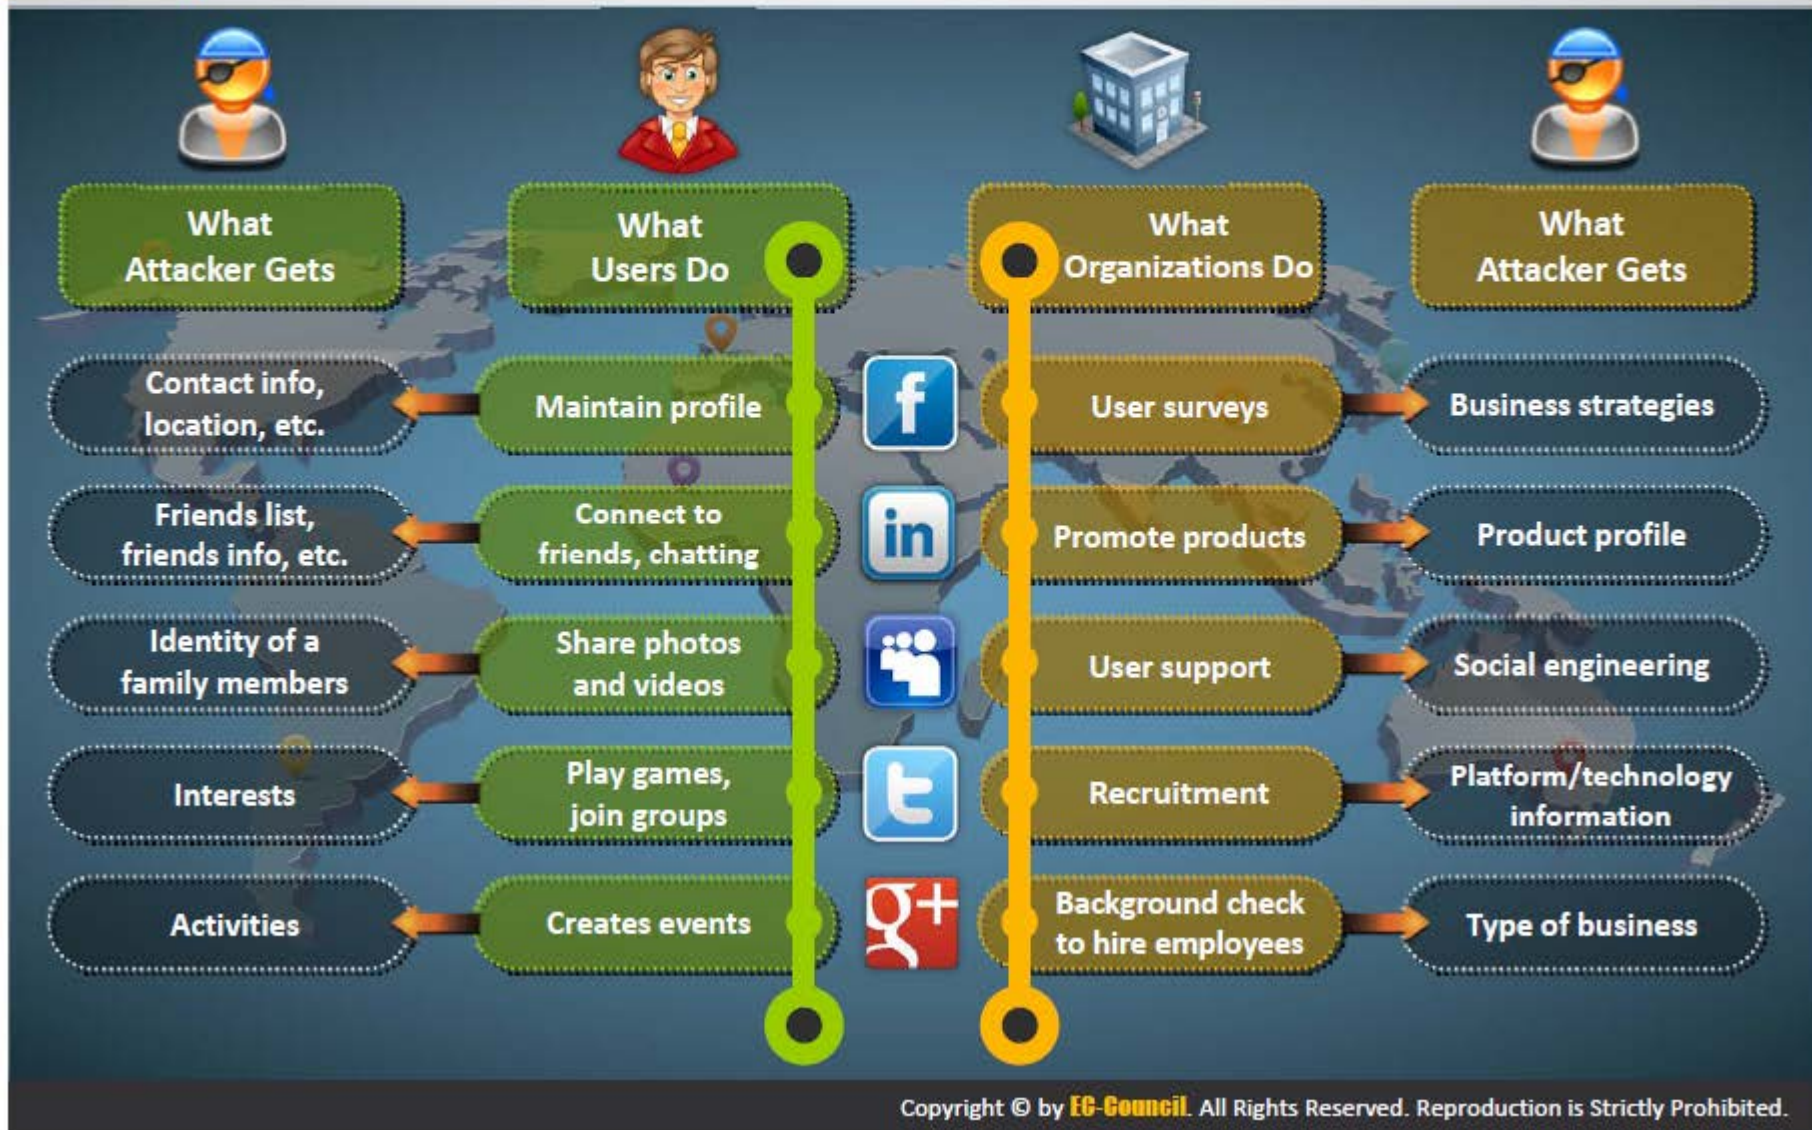 What
Attacker Gets
What
Users Do
What
Organizations Do
What
Attacker Gets
Contact info,
location, etc.
Maintain profile
f
User surveys
Business strategies
Friends list,
friends info, etc.
Connect to
friends, chatting
in
Promote products
Product profile
Identity of a
family members
Share photos
and videos
User support
Social engineering
Interests
Play games,
join groups
t
Recruitment
Platform/technology
information
Activities
Creates events
g+
Background check
to hire employees
Type of business
Copyright © by EC-Council. All Rights Reserved. Reproduction is Strictly Prohibited.